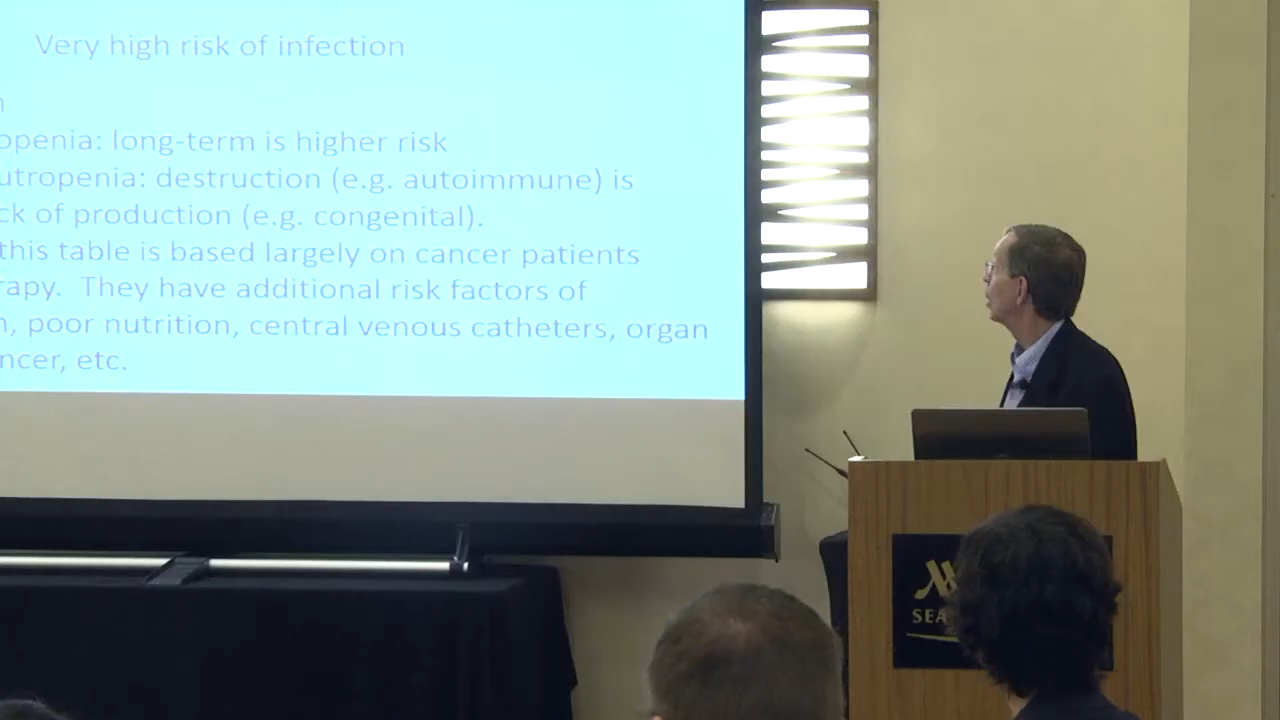 Very high risk of infection
n
openia: long-term is higher risk
utropenia: destruction (e.g. autoimmune) is
ck of production (e.g. congenital).
this table is based largely on cancer patients
rapy. They have additional risk factors of
n, poor nutrition, central venous catheters, organ
ncer, etc.
SEA